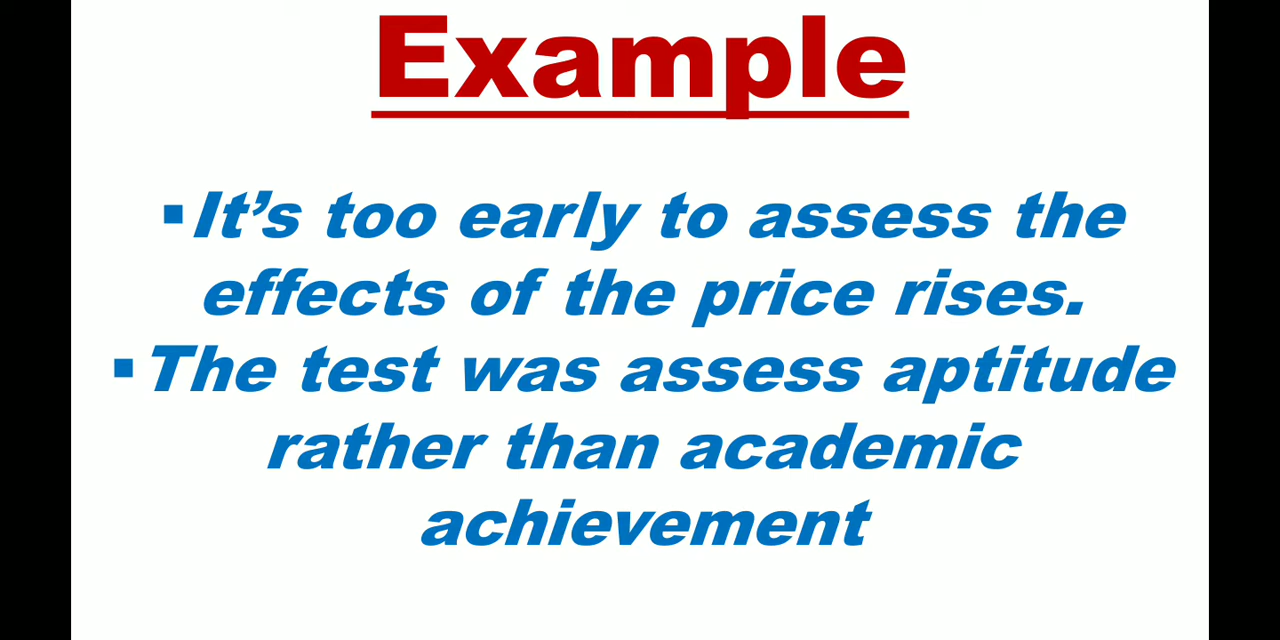 Example
▪It’s too early to assess the
effects of the price rises.
▪The test was assess aptitude
rather than academic
achievement